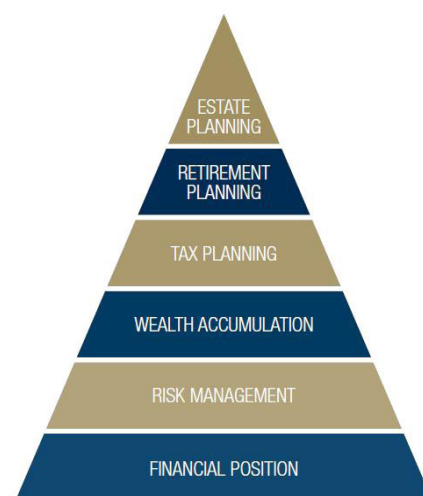 ESTATE
PLANNING
RETIREMENT
PLANNING
TAX PLANNING
WEALTH ACCUMULATION
RISK MANAGEMENT
FINANCIAL POSITION